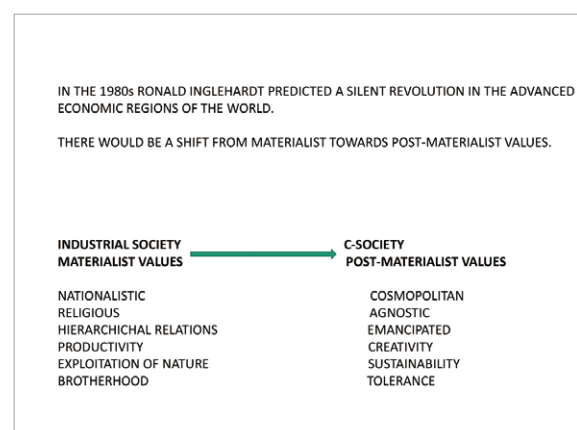 IN THE 1980s RONALD INGLEHARDT PREDICTED A SILENT REVOLUTION IN THE ADVANCED
ECONOMIC REGIONS OF THE WORLD.
THERE WOULD BE A SHIFT FROM MATERIALIST TOWARDS POST-MATERIALIST VALUES.
INDUSTRIAL SOCIETY
MATERIALIST VALUES
C-SOCIETY
POST-MATERIALIST VALUES
NATIONALISTIC
RELIGIOUS
HIERARCHICHAL RELATIONS
PRODUCTIVITY
EXPLOITATION OF NATURE
BROTHERHOOD
COSMOPOLITAN
AGNOSTIC
EMANCIPATED
CREATIVITY
SUSTAINABILITY
TOLERANCE